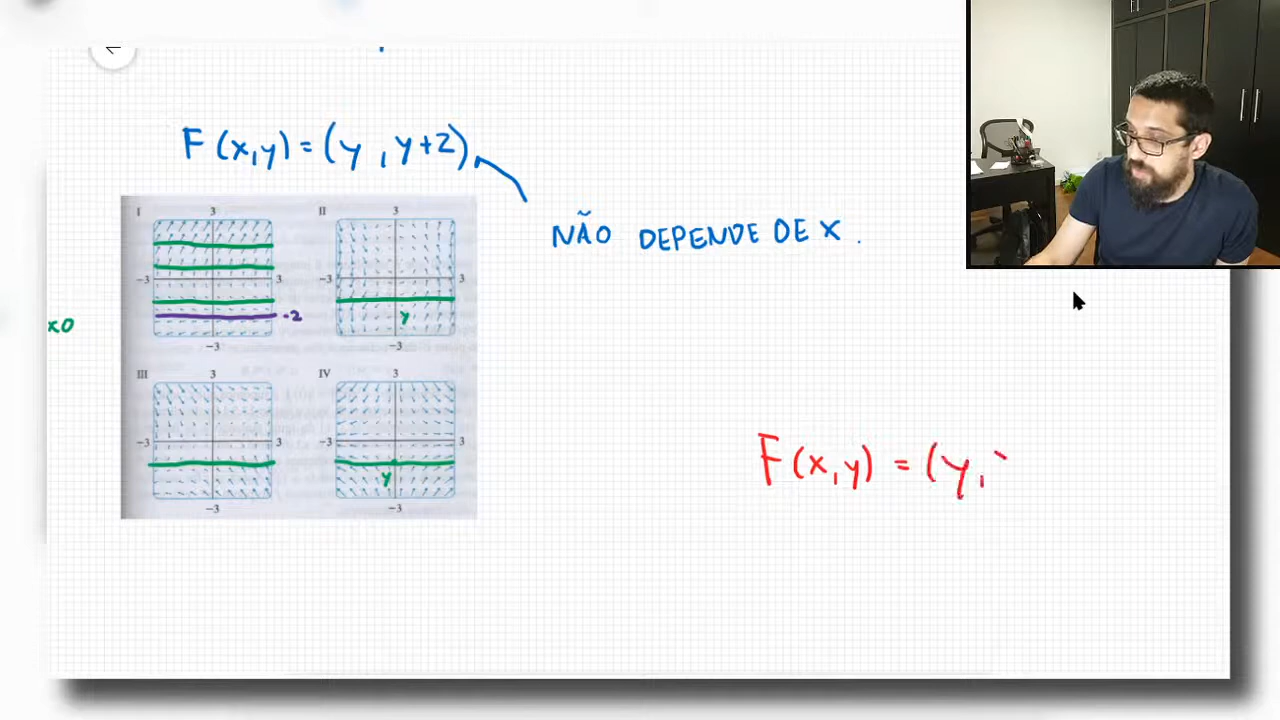 F(x,y) = (y, y+2),
NÃO DEPENDE DE X.
I 3 II 3
-3 3 -3 3
-2 y
xo
-3 -3
III 3 IV 3
-3 3 -3 3
y
-3 -3
F(x,y) = (y,